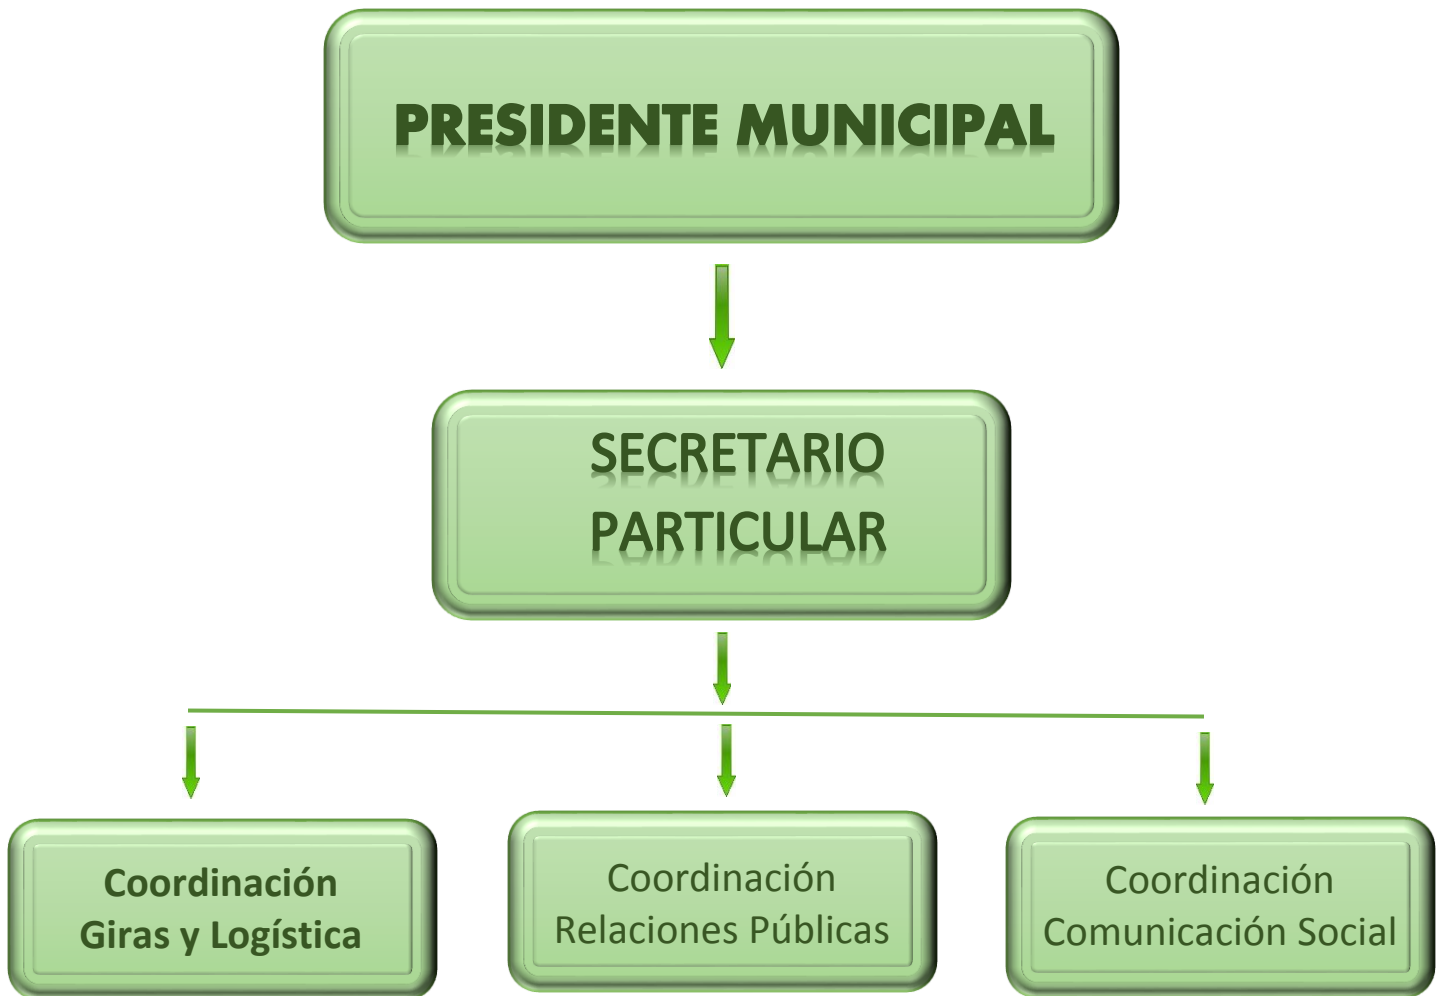 PRESIDENTE MUNICIPAL
SECRETARIO
PARTICULAR
Coordinación
Giras y Logística
Coordinación
Relaciones Públicas
Coordinación
Comunicación Social